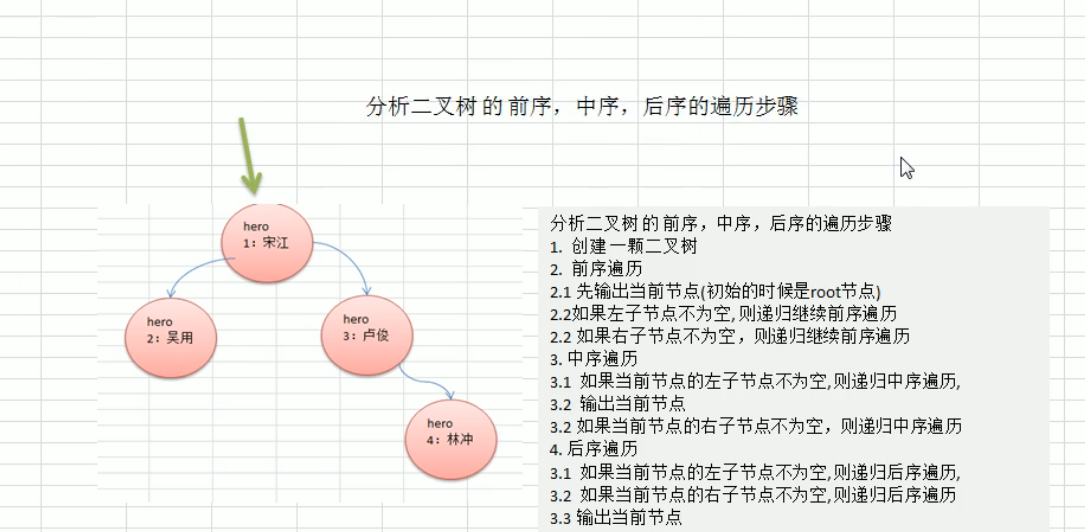 分析二叉树 的 前序，中序，后序的遍历步骤
hero
1：宋江
hero
2：吴用
hero
3：卢俊
hero
4：林冲
分析二叉树 的 前序，中序，后序的遍历步骤
1. 创建 一颗二叉树
2. 前序遍历
2.1 先输出当前节点(初始的时候是root节点)
2.2如果左子节点不为空,则递归继续前序遍历
2.2 如果右子节点不为空，则递归继续前序遍历
3. 中序遍历
3.1 如果当前节点的左子节点不为空,则递归中序遍历,
3.2 输出当前节点
3.2 如果当前节点的右子节点不为空，则递归中序遍历
4. 后序遍历
3.1 如果当前节点的左子节点不为空,则递归后序遍历,
3.2 如果当前节点的右子节点不为空,则递归后序遍历
3.3 输出当前节点